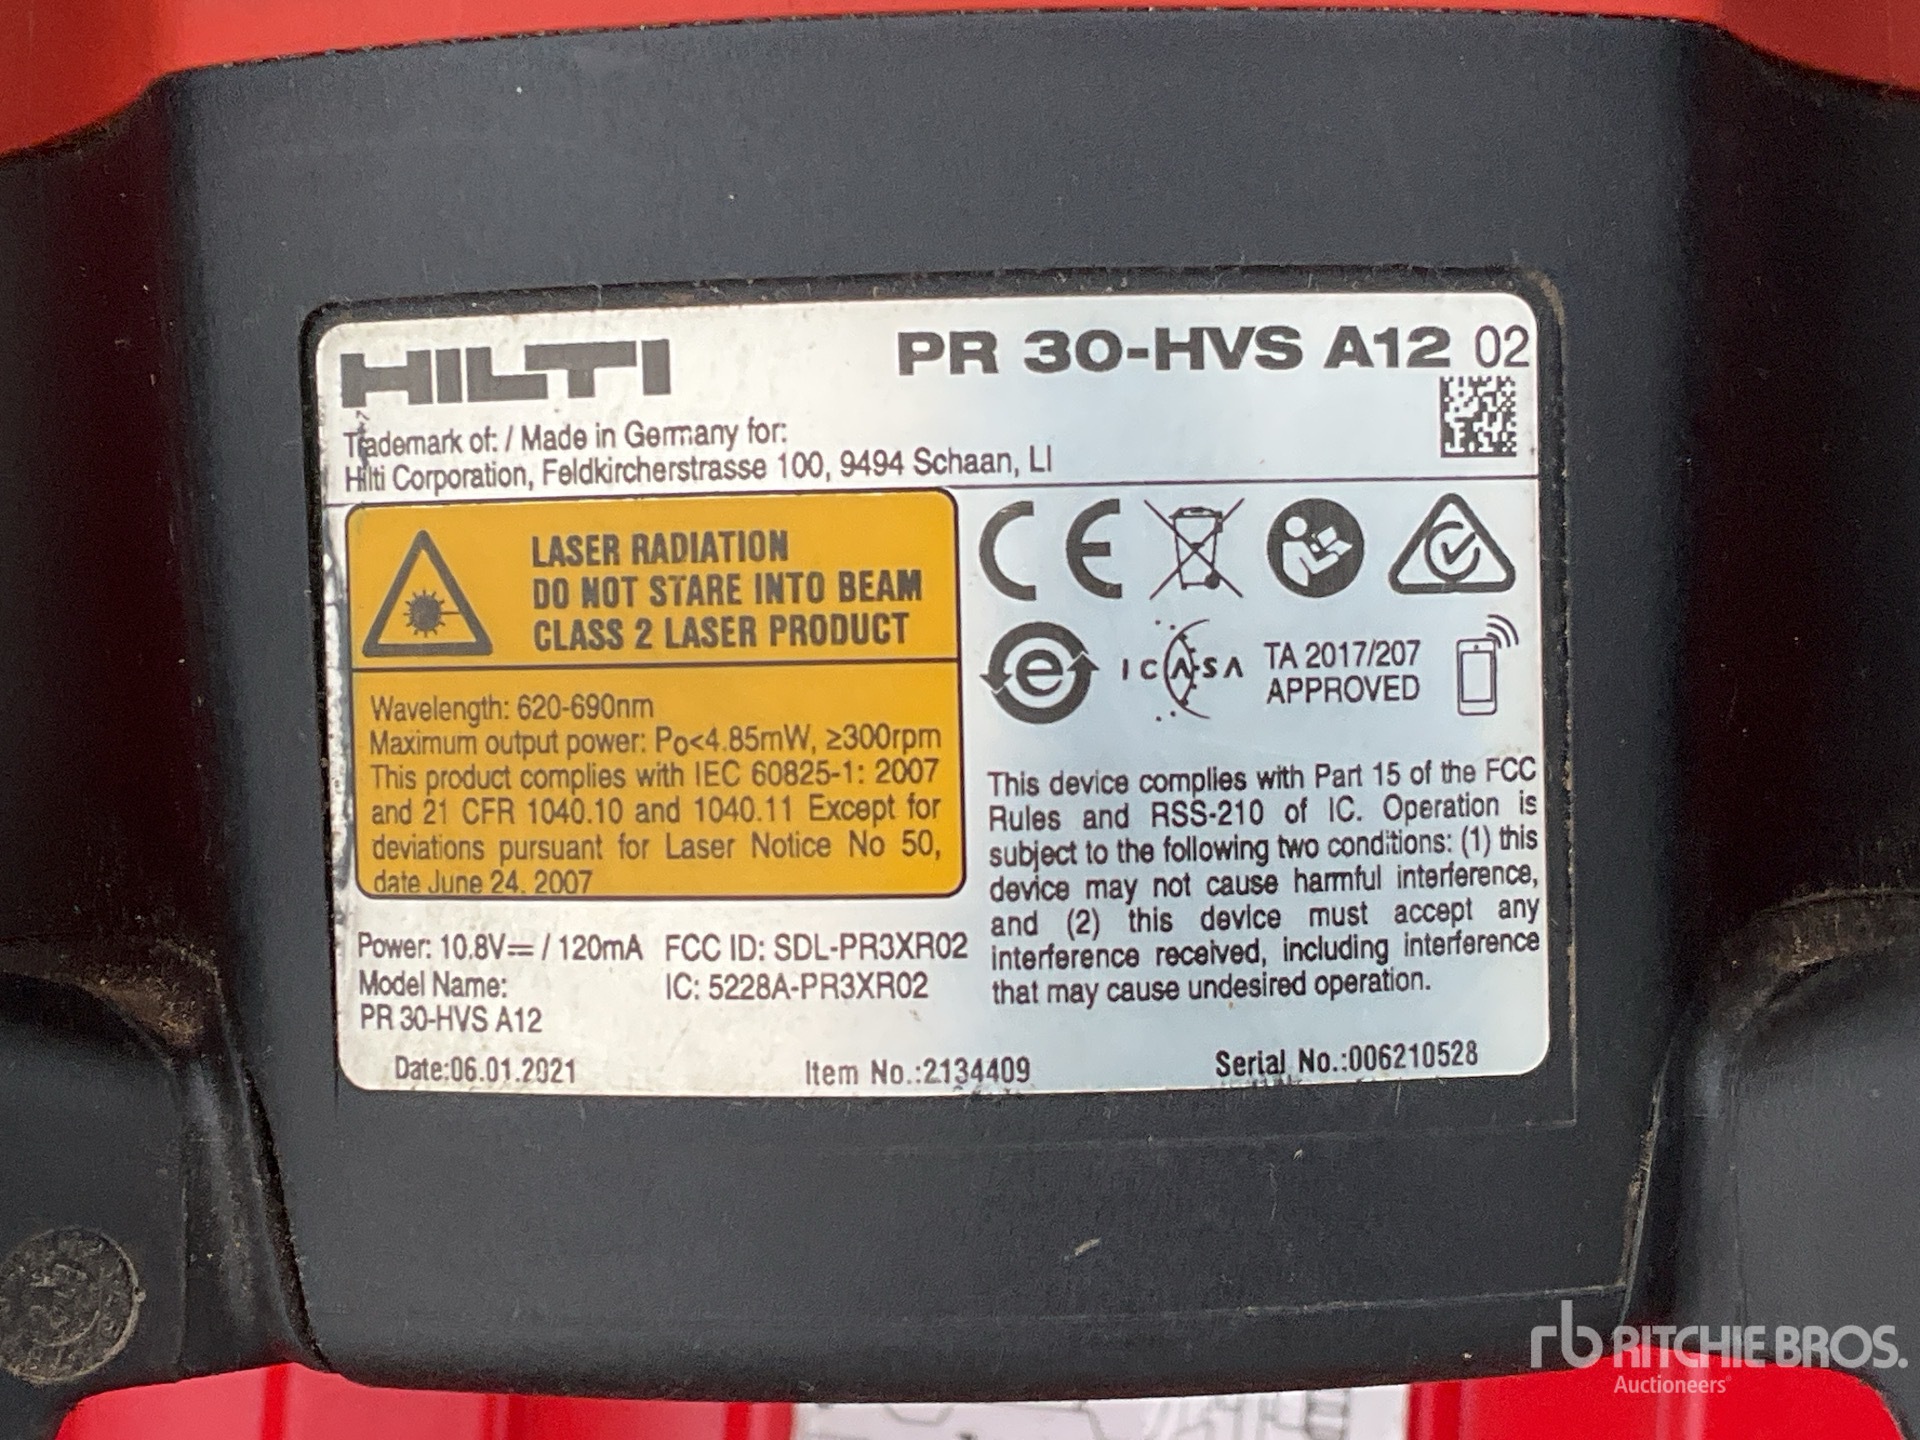 HILTI
PR 30-HVS A12 02
Trademark of: / Made in Germany for:
Hilti Corporation, Feldkircherstrasse 100, 9494 Schaan, LI
LASER RADIATION
DO NOT STARE INTO BEAM
CLASS 2 LASER PRODUCT
Wavelength: 620-690nm
Maximum output power: Po<4.85mW, ≥300rpm
This product complies with IEC 60825-1: 2007
and 21 CFR 1040.10 and 1040.11 Except for
deviations pursuant for Laser Notice No 50,
date June 24, 2007
CE
e
ICASA
TA 2017/207
APPROVED
This device complies with Part 15 of the FCC
Rules and RSS-210 of IC. Operation is
subject to the following two conditions: (1) this
device may not cause harmful interference,
and (2) this device must accept any
interference received, including interference
that may cause undesired operation.
Power: 10.8V⎓ / 120mA
FCC ID: SDL-PR3XR02
Model Name:
IC: 5228A-PR3XR02
PR 30-HVS A12
Date:06.01.2021
Item No.:2134409
Serial No.:006210528
rb RITCHIE BROS.
Auctioneers